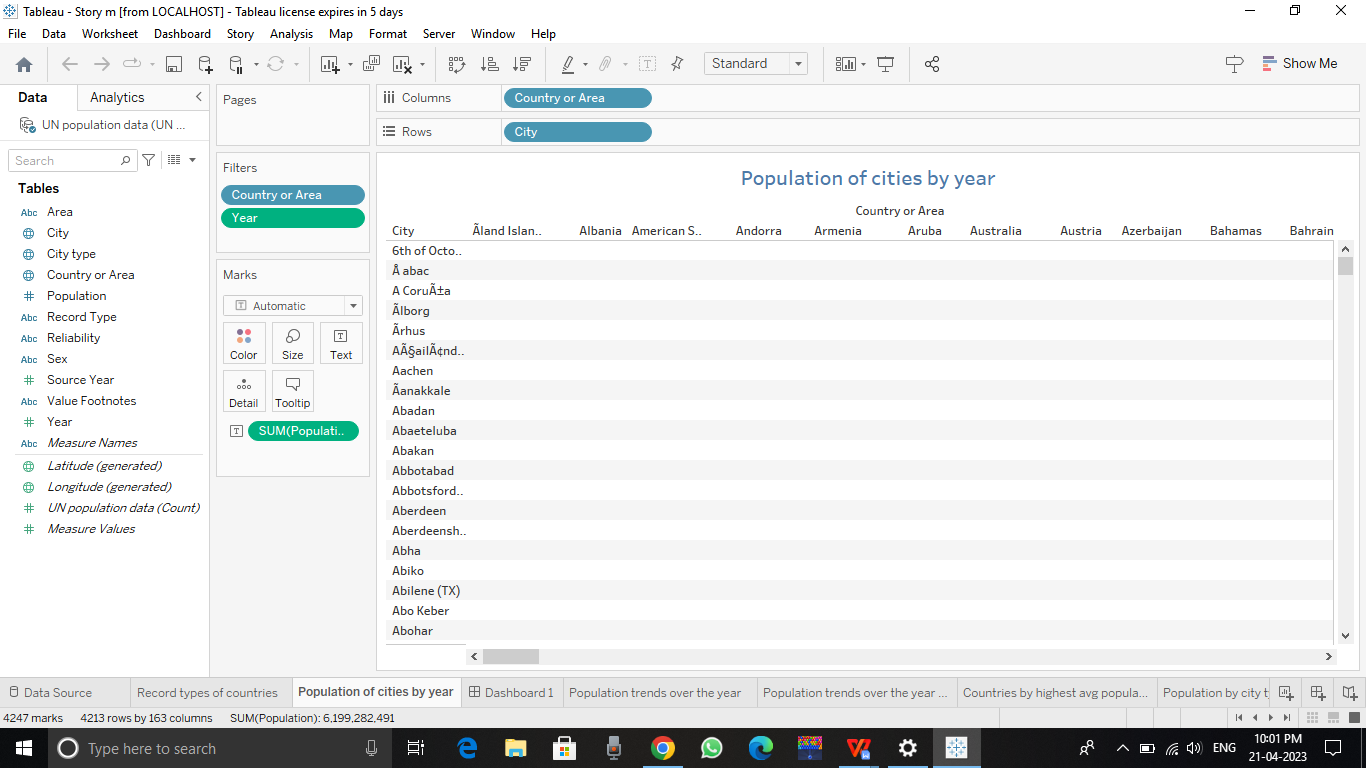 Tableau - Story m [from LOCALHOST] - Tableau license expires in 5 days
File Data Worksheet Dashboard Story Analysis Map Format Server Window Help
Standard
Show Me
Data Analytics
UN population data (UN ...
Search
Tables
Abc Area
City
City type
Country or Area
Population
Abc Record Type
Abc Reliability
Abc Sex
Source Year
Abc Value Footnotes
Year
Abc Measure Names
Latitude (generated)
Longitude (generated)
UN population data (Count)
Measure Values
Pages
Filters
Country or Area
Year
Marks
T Automatic
Color Size Text
Detail Tooltip
T SUM(Populati..
Columns Country or Area
Rows City
Population of cities by year
Country or Area
City Ãland Islan.. Albania American S.. Andorra Armenia Aruba Australia Austria Azerbaijan Bahamas Bahrain
6th of Octo..
Å abac
A CoruÃ±a
Ãlborg
Ãrhus
AÃ§ailÃ¢nd..
Aachen
Ãanakkale
Abadan
Abaeteluba
Abakan
Abbotabad
Abbotsford..
Aberdeen
Aberdeensh..
Abha
Abiko
Abilene (TX)
Abo Keber
Abohar
Data Source Record types of countries Population of cities by year Dashboard 1 Population trends over the year Population trends over the year ... Countries by highest avg popula... Population by city t
4247 marks 4213 rows by 163 columns SUM(Population): 6,199,282,491
Type here to search
ENG
10:01 PM
21-04-2023